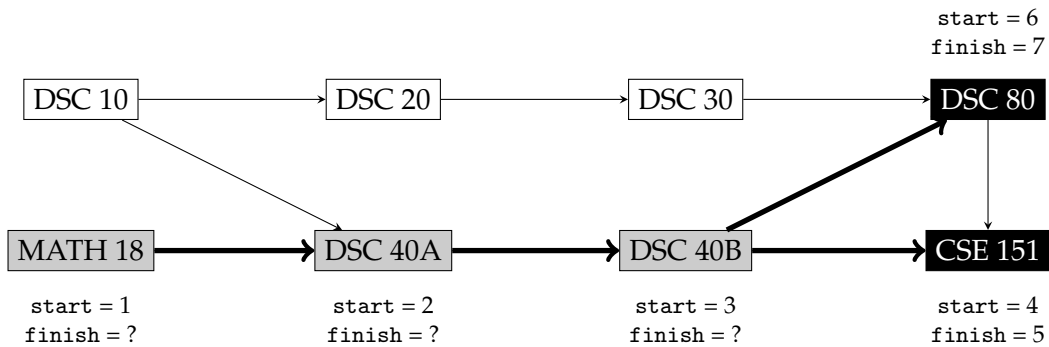 start = 6
finish = 7
DSC 10
DSC 20
DSC 30
DSC 80
MATH 18
DSC 40A
DSC 40B
CSE 151
start = 1
finish = ?
start = 2
finish = ?
start = 3
finish = ?
start = 4
finish = 5